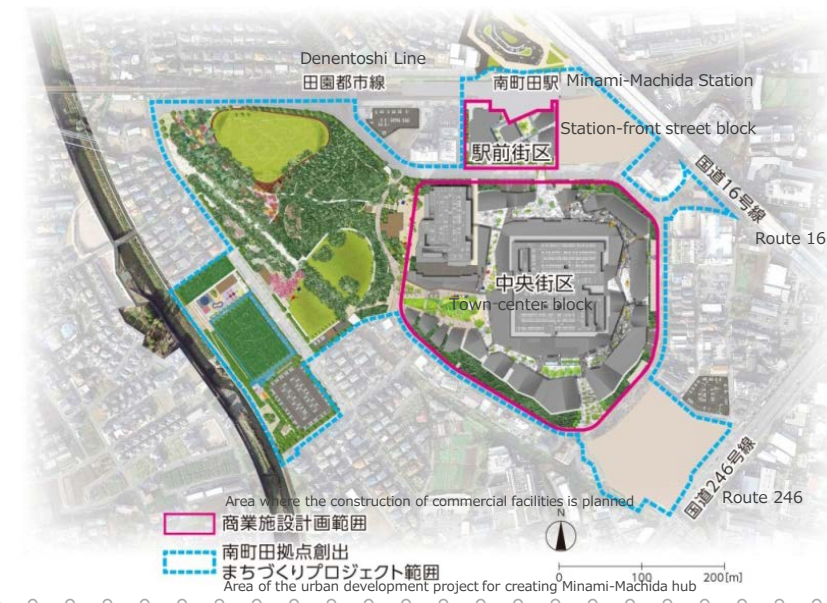 Denentoshi Line
田園都市線
南町田駅
Minami-Machida Station
Station-front street block
駅前街区
国道16号線
Route 16
中央街区
Town-center block
国道246号線
Route 246
Area where the construction of commercial facilities is planned
商業施設計画範囲
南町田拠点創出
まちづくりプロジェクト範囲
Area of the urban development project for creating Minami-Machida hub
N
0 100 200[m]